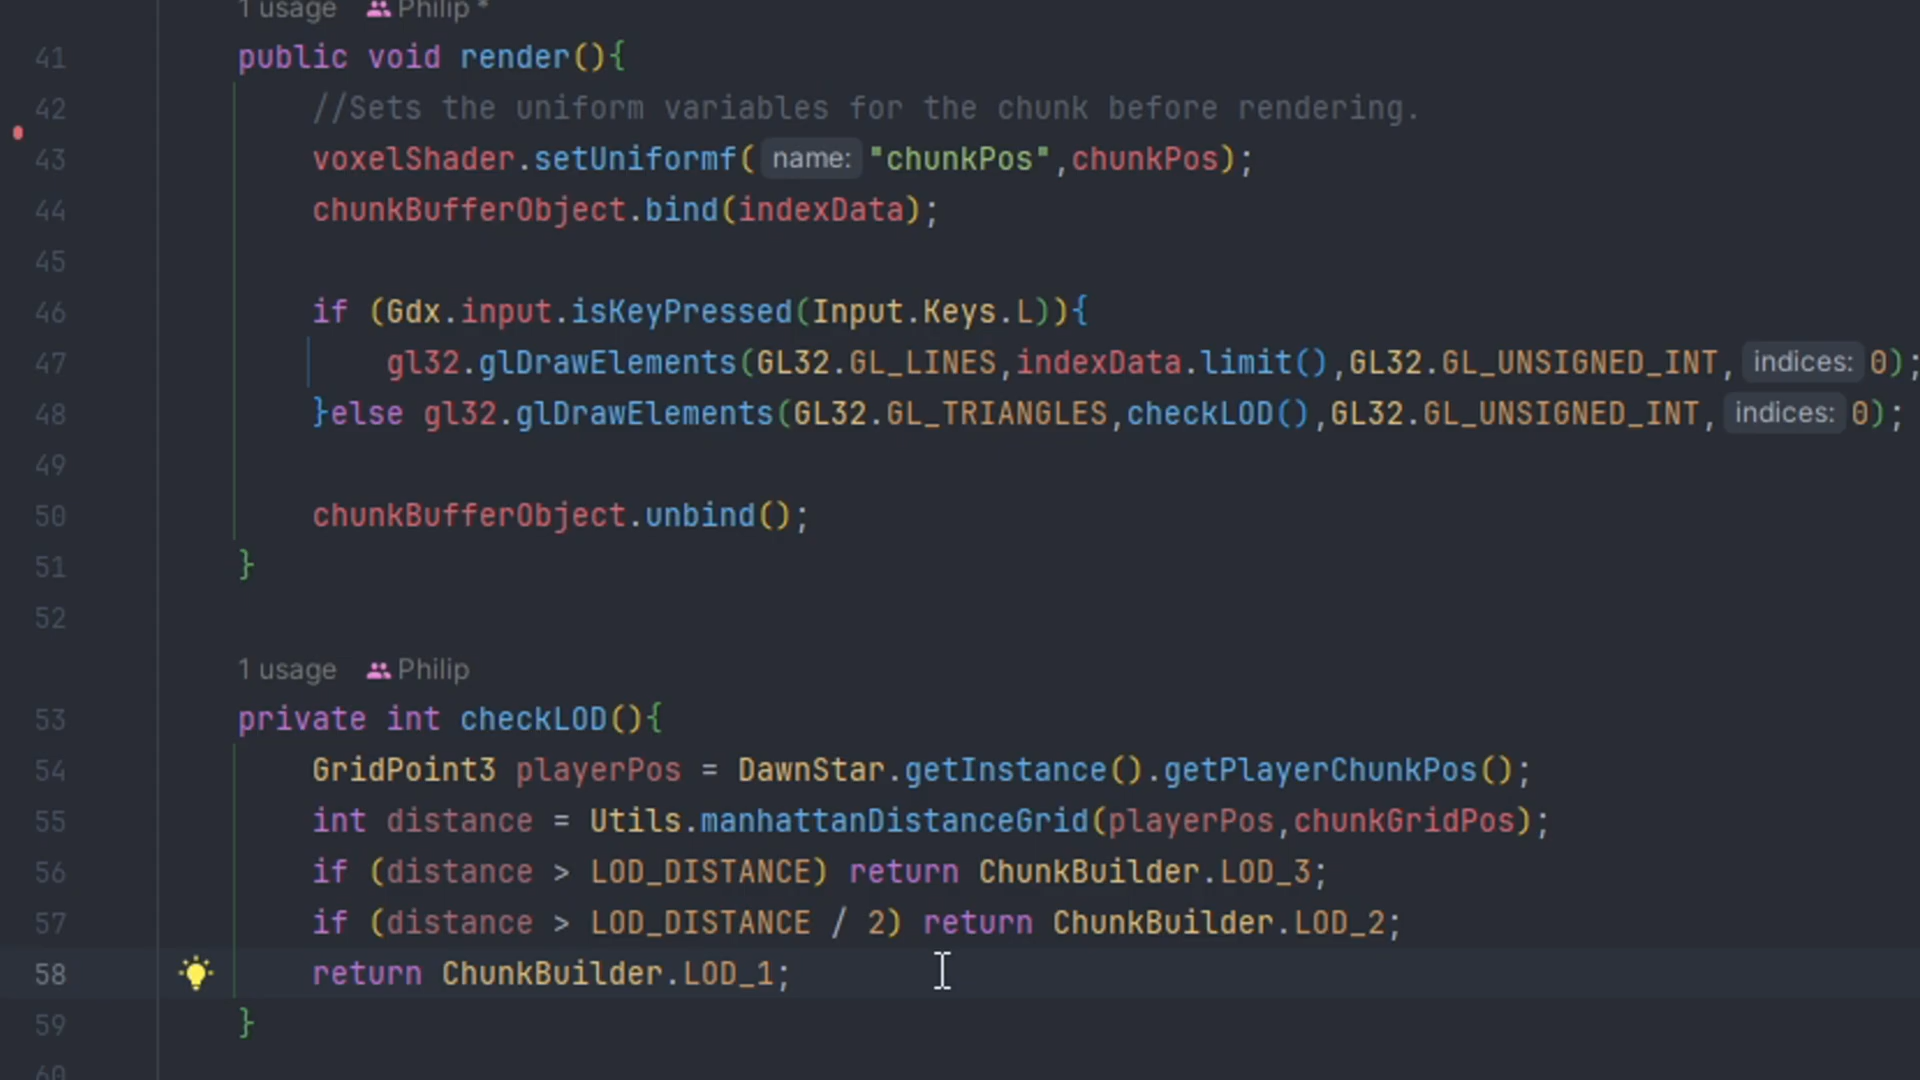 1 usage Philip *
41 public void render(){
42 //Sets the uniform variables for the chunk before rendering.
43 voxelShader.setUniformf( name: "chunkPos",chunkPos);
44 chunkBufferObject.bind(indexData);
45
46 if (Gdx.input.isKeyPressed(Input.Keys.L)){
47 gl32.glDrawElements(GL32.GL_LINES,indexData.limit(),GL32.GL_UNSIGNED_INT, indices: 0);
48 }else gl32.glDrawElements(GL32.GL_TRIANGLES,checkLOD(),GL32.GL_UNSIGNED_INT, indices: 0);
49
50 chunkBufferObject.unbind();
51 }
52
1 usage Philip
53 private int checkLOD(){
54 GridPoint3 playerPos = DawnStar.getInstance().getPlayerChunkPos();
55 int distance = Utils.manhattanDistanceGrid(playerPos,chunkGridPos);
56 if (distance > LOD_DISTANCE) return ChunkBuilder.LOD_3;
57 if (distance > LOD_DISTANCE / 2) return ChunkBuilder.LOD_2;
58 return ChunkBuilder.LOD_1;
59 }
60